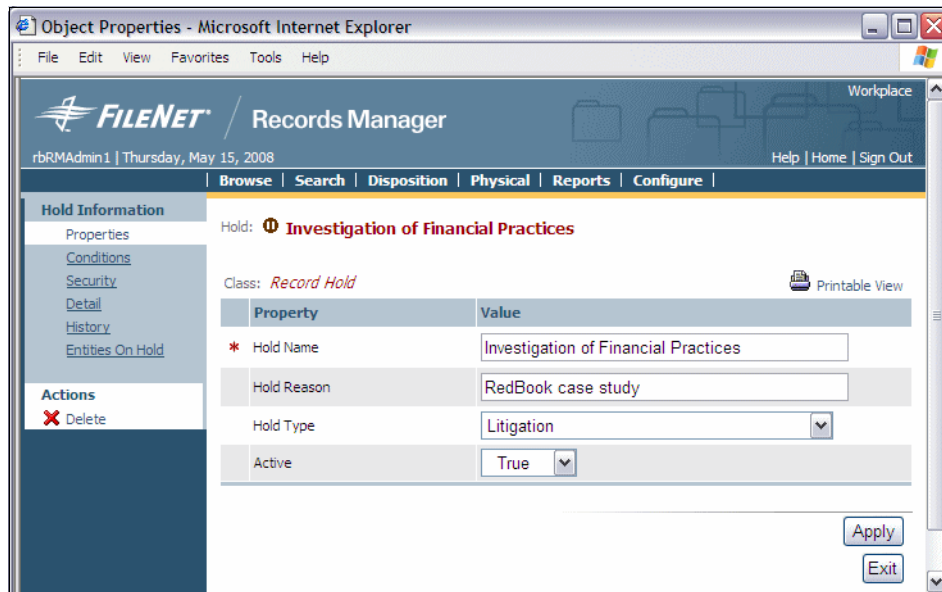 Object Properties - Microsoft Internet Explorer
File Edit View Favorites Tools Help
Workplace
FILENET® / Records Manager
rbRMAdmin1 | Thursday, May 15, 2008
Help | Home | Sign Out
| Browse | Search | Disposition | Physical | Reports | Configure |
Hold Information
Properties
Conditions
Security
Detail
History
Entities On Hold
Actions
Delete
Hold: Investigation of Financial Practices
Class: Record Hold
Printable View
Property Value
* Hold Name Investigation of Financial Practices
Hold Reason RedBook case study
Hold Type Litigation
Active True
Apply
Exit